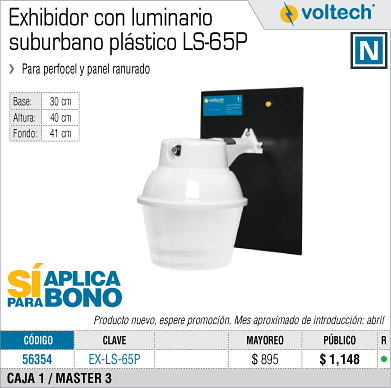 Exhibidor con luminario
suburbano plástico LS-65P
voltech®
N
Para perfocel y panel ranurado
Base: 30 cm
Altura: 40 cm
Fondo: 41 cm
voltech
SÍ APLICA
PARA BONO
Producto nuevo, espere promoción. Mes aproximado de introducción: abril
CÓDIGO CLAVE MAYOREO PÚBLICO R
56354 EX-LS-65P $ 895 $ 1,148
CAJA 1 / MASTER 3